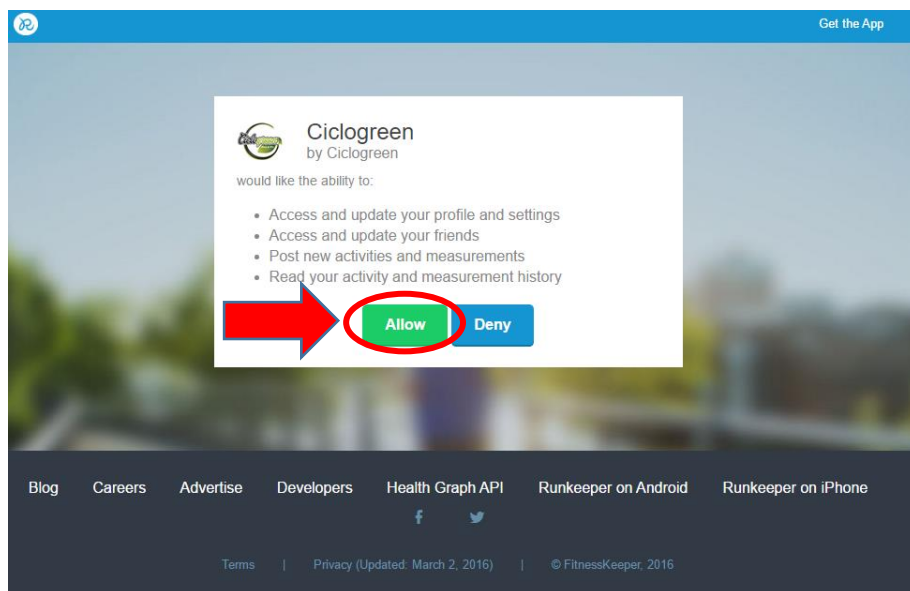 Get the App
Ciclogreen
by Ciclogreen
would like the ability to:
• Access and update your profile and settings
• Access and update your friends
• Post new activities and measurements
• Read your activity and measurement history
Allow Deny
Blog Careers Advertise Developers Health Graph API Runkeeper on Android Runkeeper on iPhone
Terms | Privacy (Updated: March 2, 2016) | © FitnessKeeper, 2016